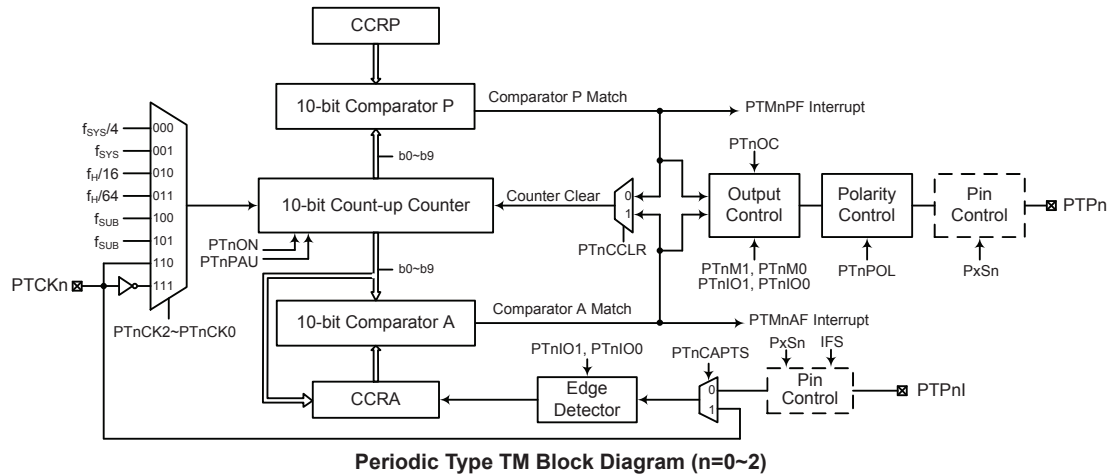 CCRP
10-bit Comparator P
Comparator P Match
PTMnPF Interrupt
fSYS/4
000
fSYS
001
fH/16
010
fH/64
011
fSUB
100
fSUB
101
110
111
PTCKn
PTnCK2~PTnCK0
b0~b9
10-bit Count-up Counter
Counter Clear
PTnON
PTnPAU
b0~b9
0
1
PTnCCLR
PTnOC
Output
Control
PTnM1, PTnM0
PTnIO1, PTnIO0
Polarity
Control
PTnPOL
Pin
Control
PxSn
PTPn
10-bit Comparator A
Comparator A Match
PTMnAF Interrupt
CCRA
PTnIO1, PTnIO0
Edge
Detector
PTnCAPTS
0
1
PxSn
IFS
Pin
Control
PTPnI
Periodic Type TM Block Diagram (n=0~2)